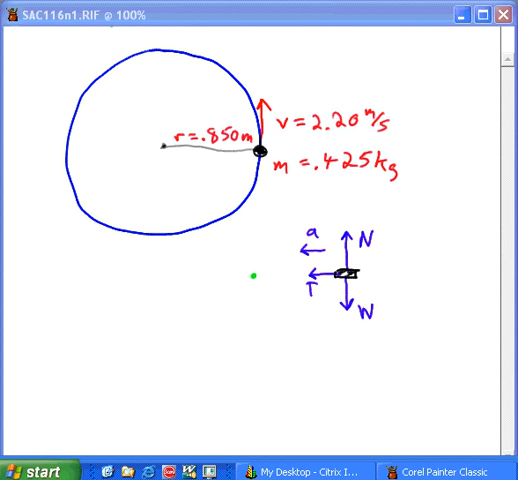 SAC116n1.RIF @ 100%
r=.850m
v=2.20 m/s
m=.425kg
a
N
T
W
start
My Desktop - Citrix I...
Corel Painter Classic